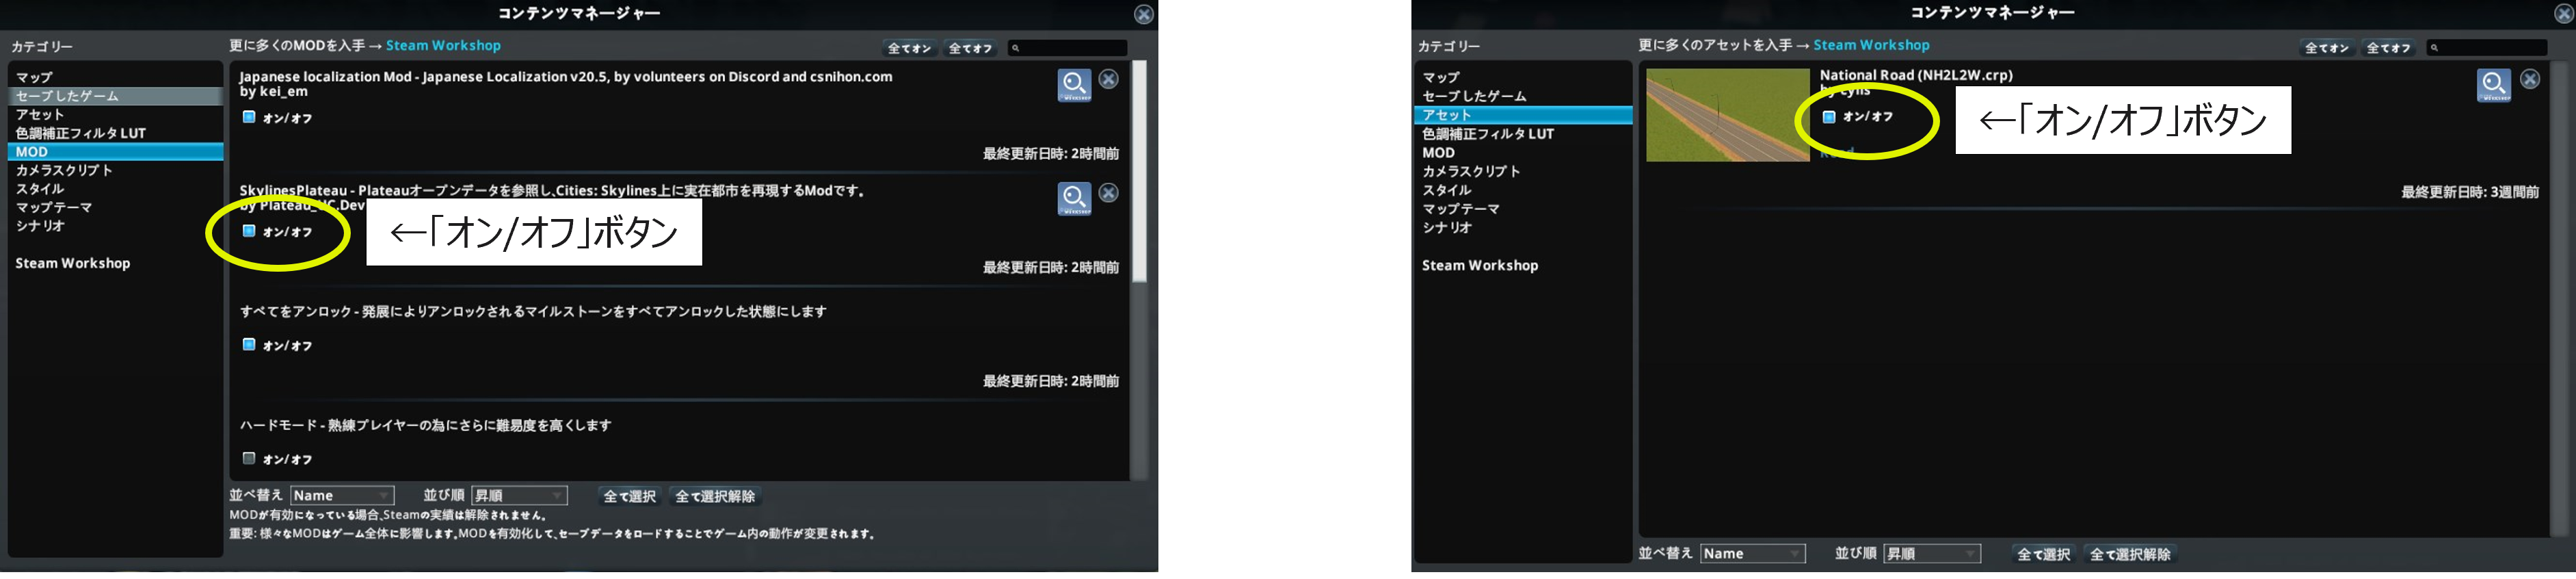 コンテンツマネージャー
カテゴリー
更に多くのMODを入手 → Steam Workshop
全てオン
全てオフ
マップ
セーブしたゲーム
アセット
色調補正フィルタ LUT
MOD
カメラスクリプト
スタイル
マップテーマ
シナリオ
Steam Workshop
Japanese localization Mod - Japanese Localization v20.5, by volunteers on Discord and csnihon.com
by kei_em
オン/オフ
最終更新日時: 2時間前
SkylinesPlateau - Plateauオープンデータを参照し、Cities: Skylines上に実在都市を再現するModです。
by Plateau_UC.Dev
オン/オフ
←「オン/オフ」ボタン
最終更新日時: 2時間前
すべてをアンロック - 発展によりアンロックされるマイルストーンをすべてアンロックした状態にします
オン/オフ
最終更新日時: 2時間前
ハードモード - 熟練プレイヤーの為にさらに難易度を高くします
オン/オフ
並べ替え Name 並び順 昇順 全て選択 全て選択解除
MODが有効になっている場合、Steamの実績は解除されません。
重要: 様々なMODはゲーム全体に影響します。MODを有効化して、セーブデータをロードすることでゲーム内の動作が変更されます。
コンテンツマネージャー
カテゴリー
更に多くのアセットを入手 → Steam Workshop
全てオン
全てオフ
マップ
セーブしたゲーム
アセット
色調補正フィルタ LUT
MOD
カメラスクリプト
スタイル
マップテーマ
シナリオ
Steam Workshop
National Road (NH2L2W.crp)
by cylis
オン/オフ
←「オン/オフ」ボタン
Road
最終更新日時: 3週間前
並べ替え Name 並び順 昇順 全て選択 全て選択解除